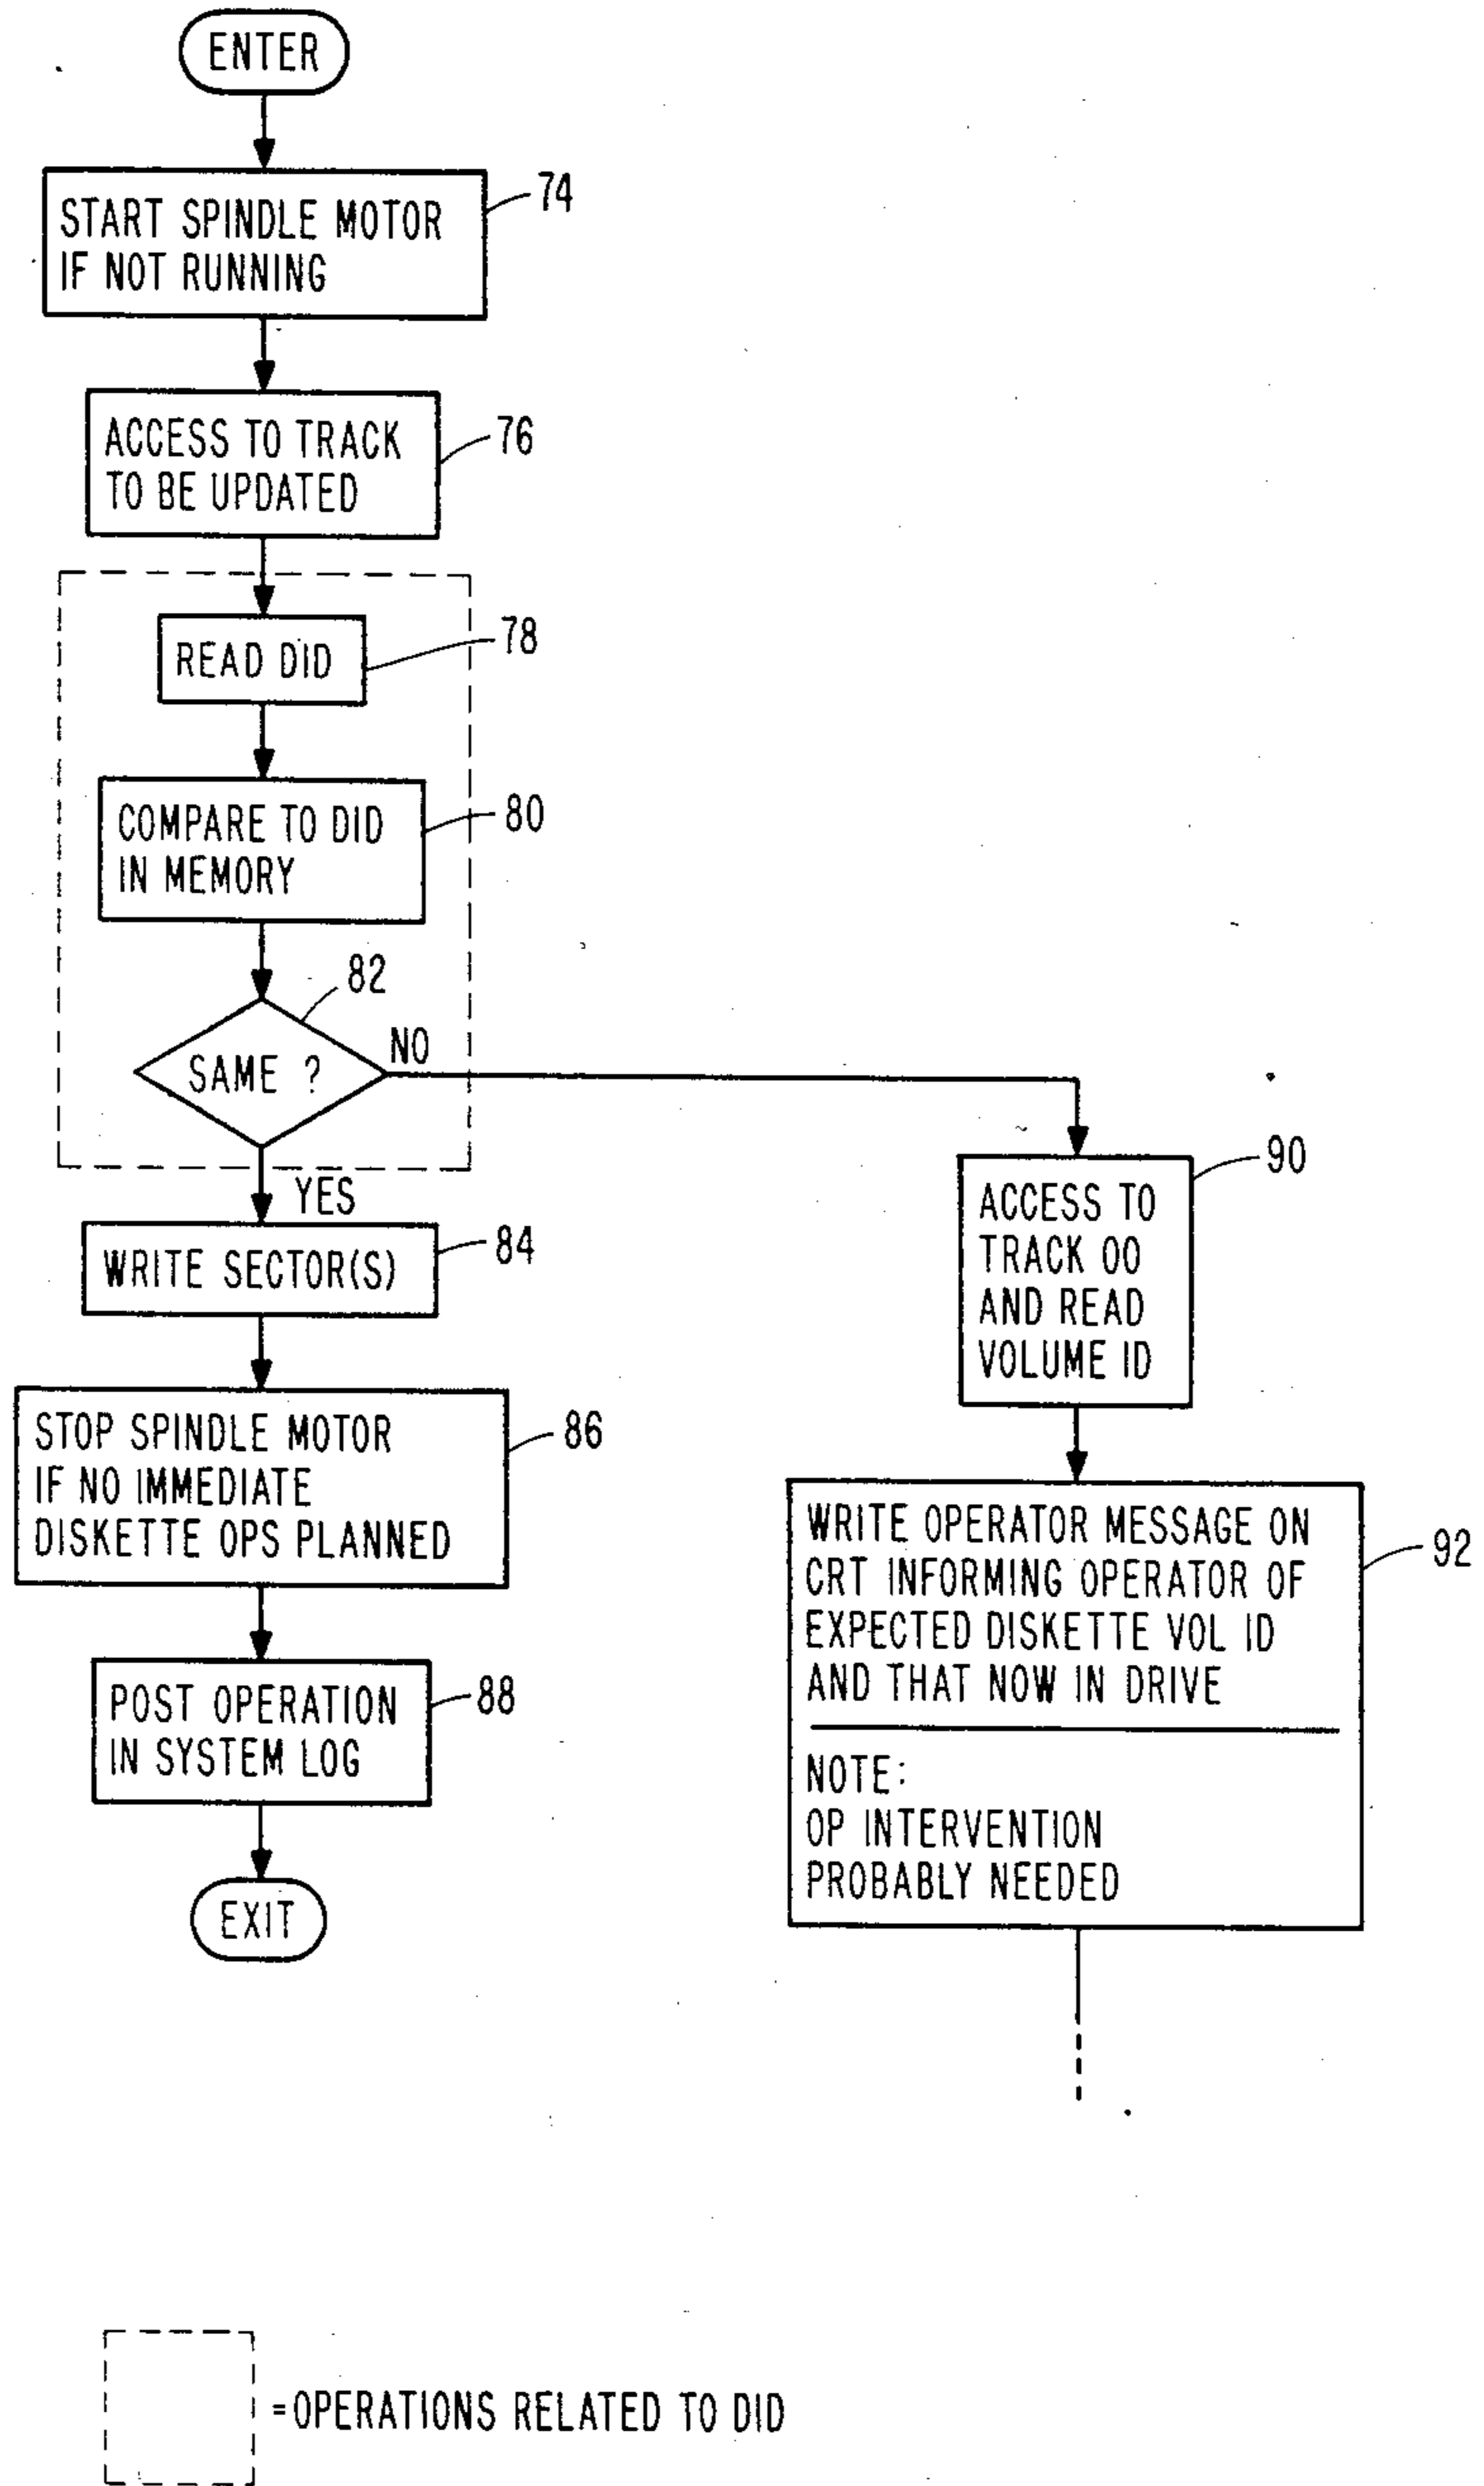 ENTER
START SPINDLE MOTOR
IF NOT RUNNING
74
ACCESS TO TRACK
TO BE UPDATED
76
READ DID
78
COMPARE TO DID
IN MEMORY
80
82
SAME ?
NO
YES
WRITE SECTOR(S)
84
STOP SPINDLE MOTOR
IF NO IMMEDIATE
DISKETTE OPS PLANNED
86
POST OPERATION
IN SYSTEM LOG
88
EXIT
90
ACCESS TO
TRACK 00
AND READ
VOLUME ID
WRITE OPERATOR MESSAGE ON
CRT INFORMING OPERATOR OF
EXPECTED DISKETTE VOL ID
AND THAT NOW IN DRIVE
92
NOTE:
OP INTERVENTION
PROBABLY NEEDED
=OPERATIONS RELATED TO DID